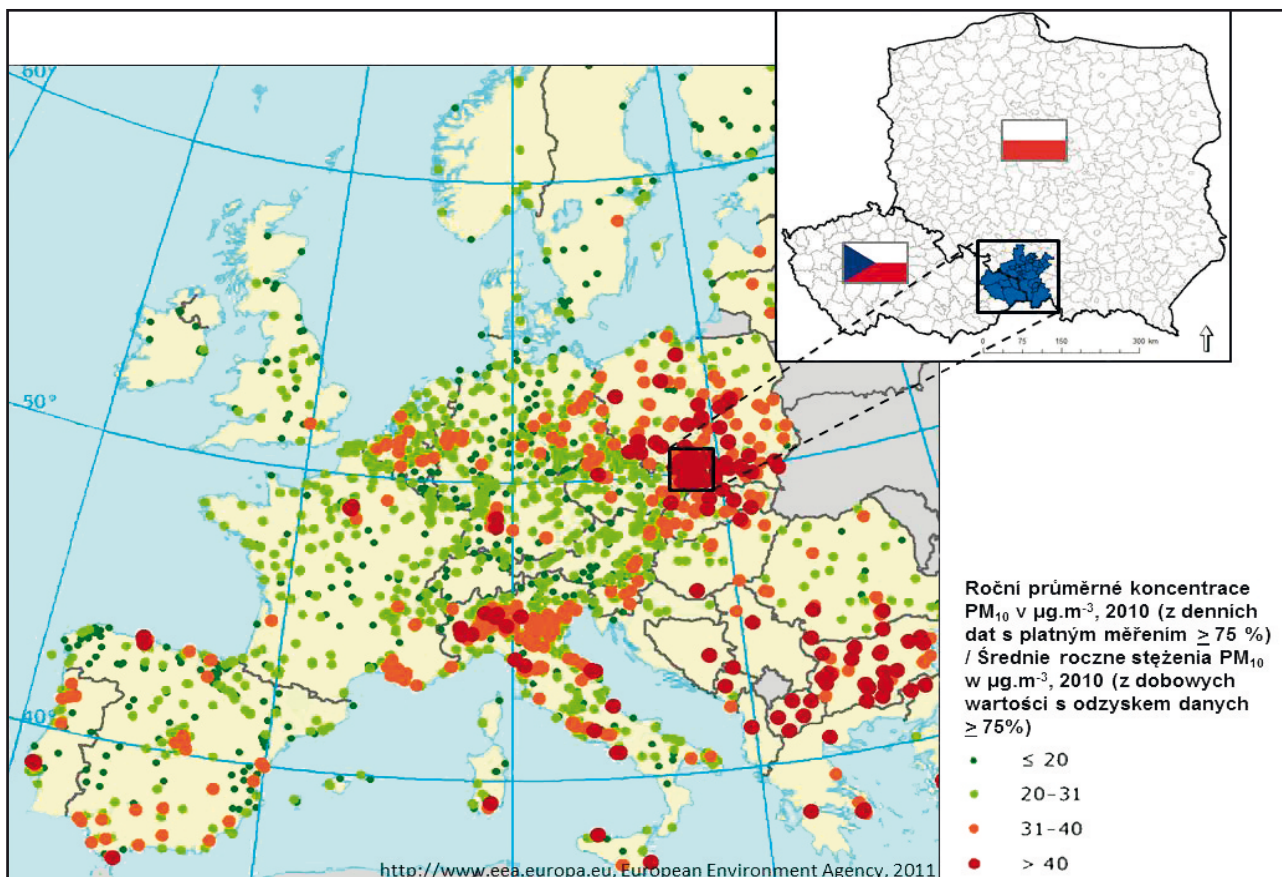 60°
50°
40°
0 75 150 300 km
Roční průměrné koncentrace
PM₁₀ v µg.m⁻³, 2010 (z denních
dat s platným měřením ≥ 75 %)
/ Średnie roczne stężenia PM₁₀
w µg.m⁻³, 2010 (z dobowych
wartości s odzyskem danych
≥ 75%)
≤ 20
20-31
31-40
> 40
http://www.eea.europa.eu, European Environment Agency, 2011